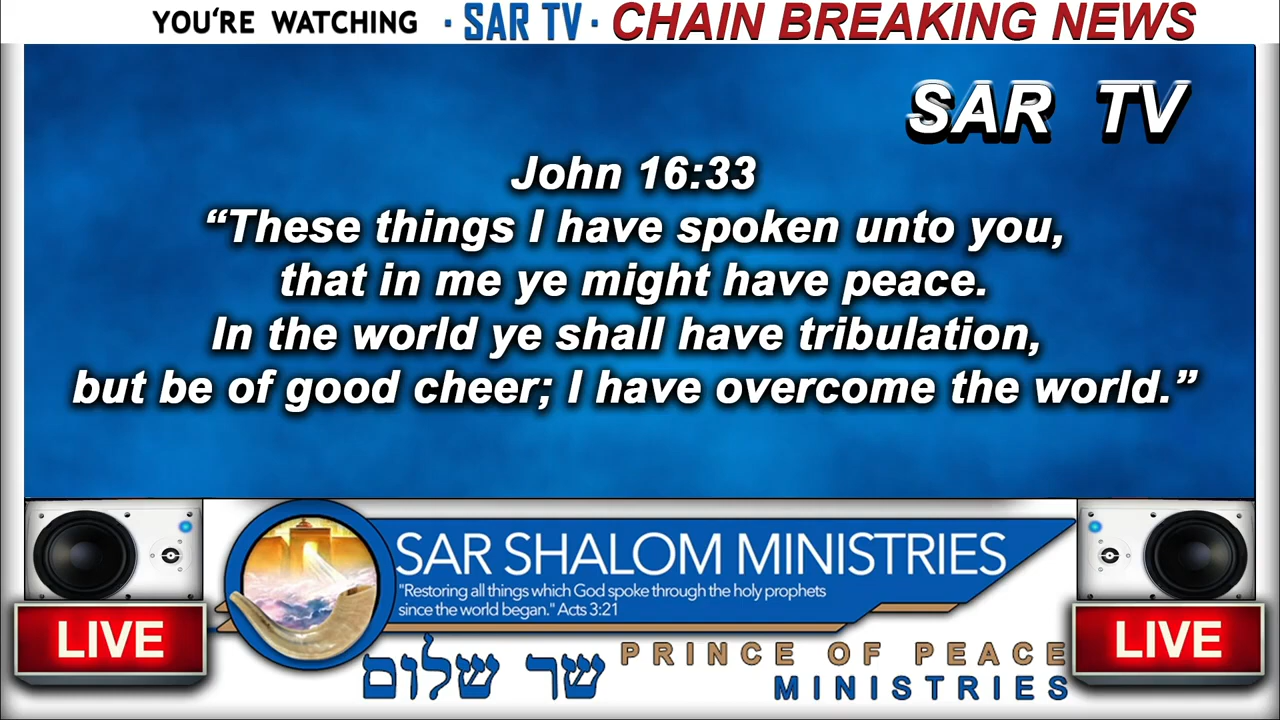 YOU'RE WATCHING · SAR TV · CHAIN BREAKING NEWS
SAR TV
John 16:33
“These things I have spoken unto you,
that in me ye might have peace.
In the world ye shall have tribulation,
but be of good cheer; I have overcome the world.”
SAR SHALOM MINISTRIES
"Restoring all things which God spoke through the holy prophets
since the world began." Acts 3:21
LIVE
LIVE
שר שלום
PRINCE OF PEACE
MINISTRIES